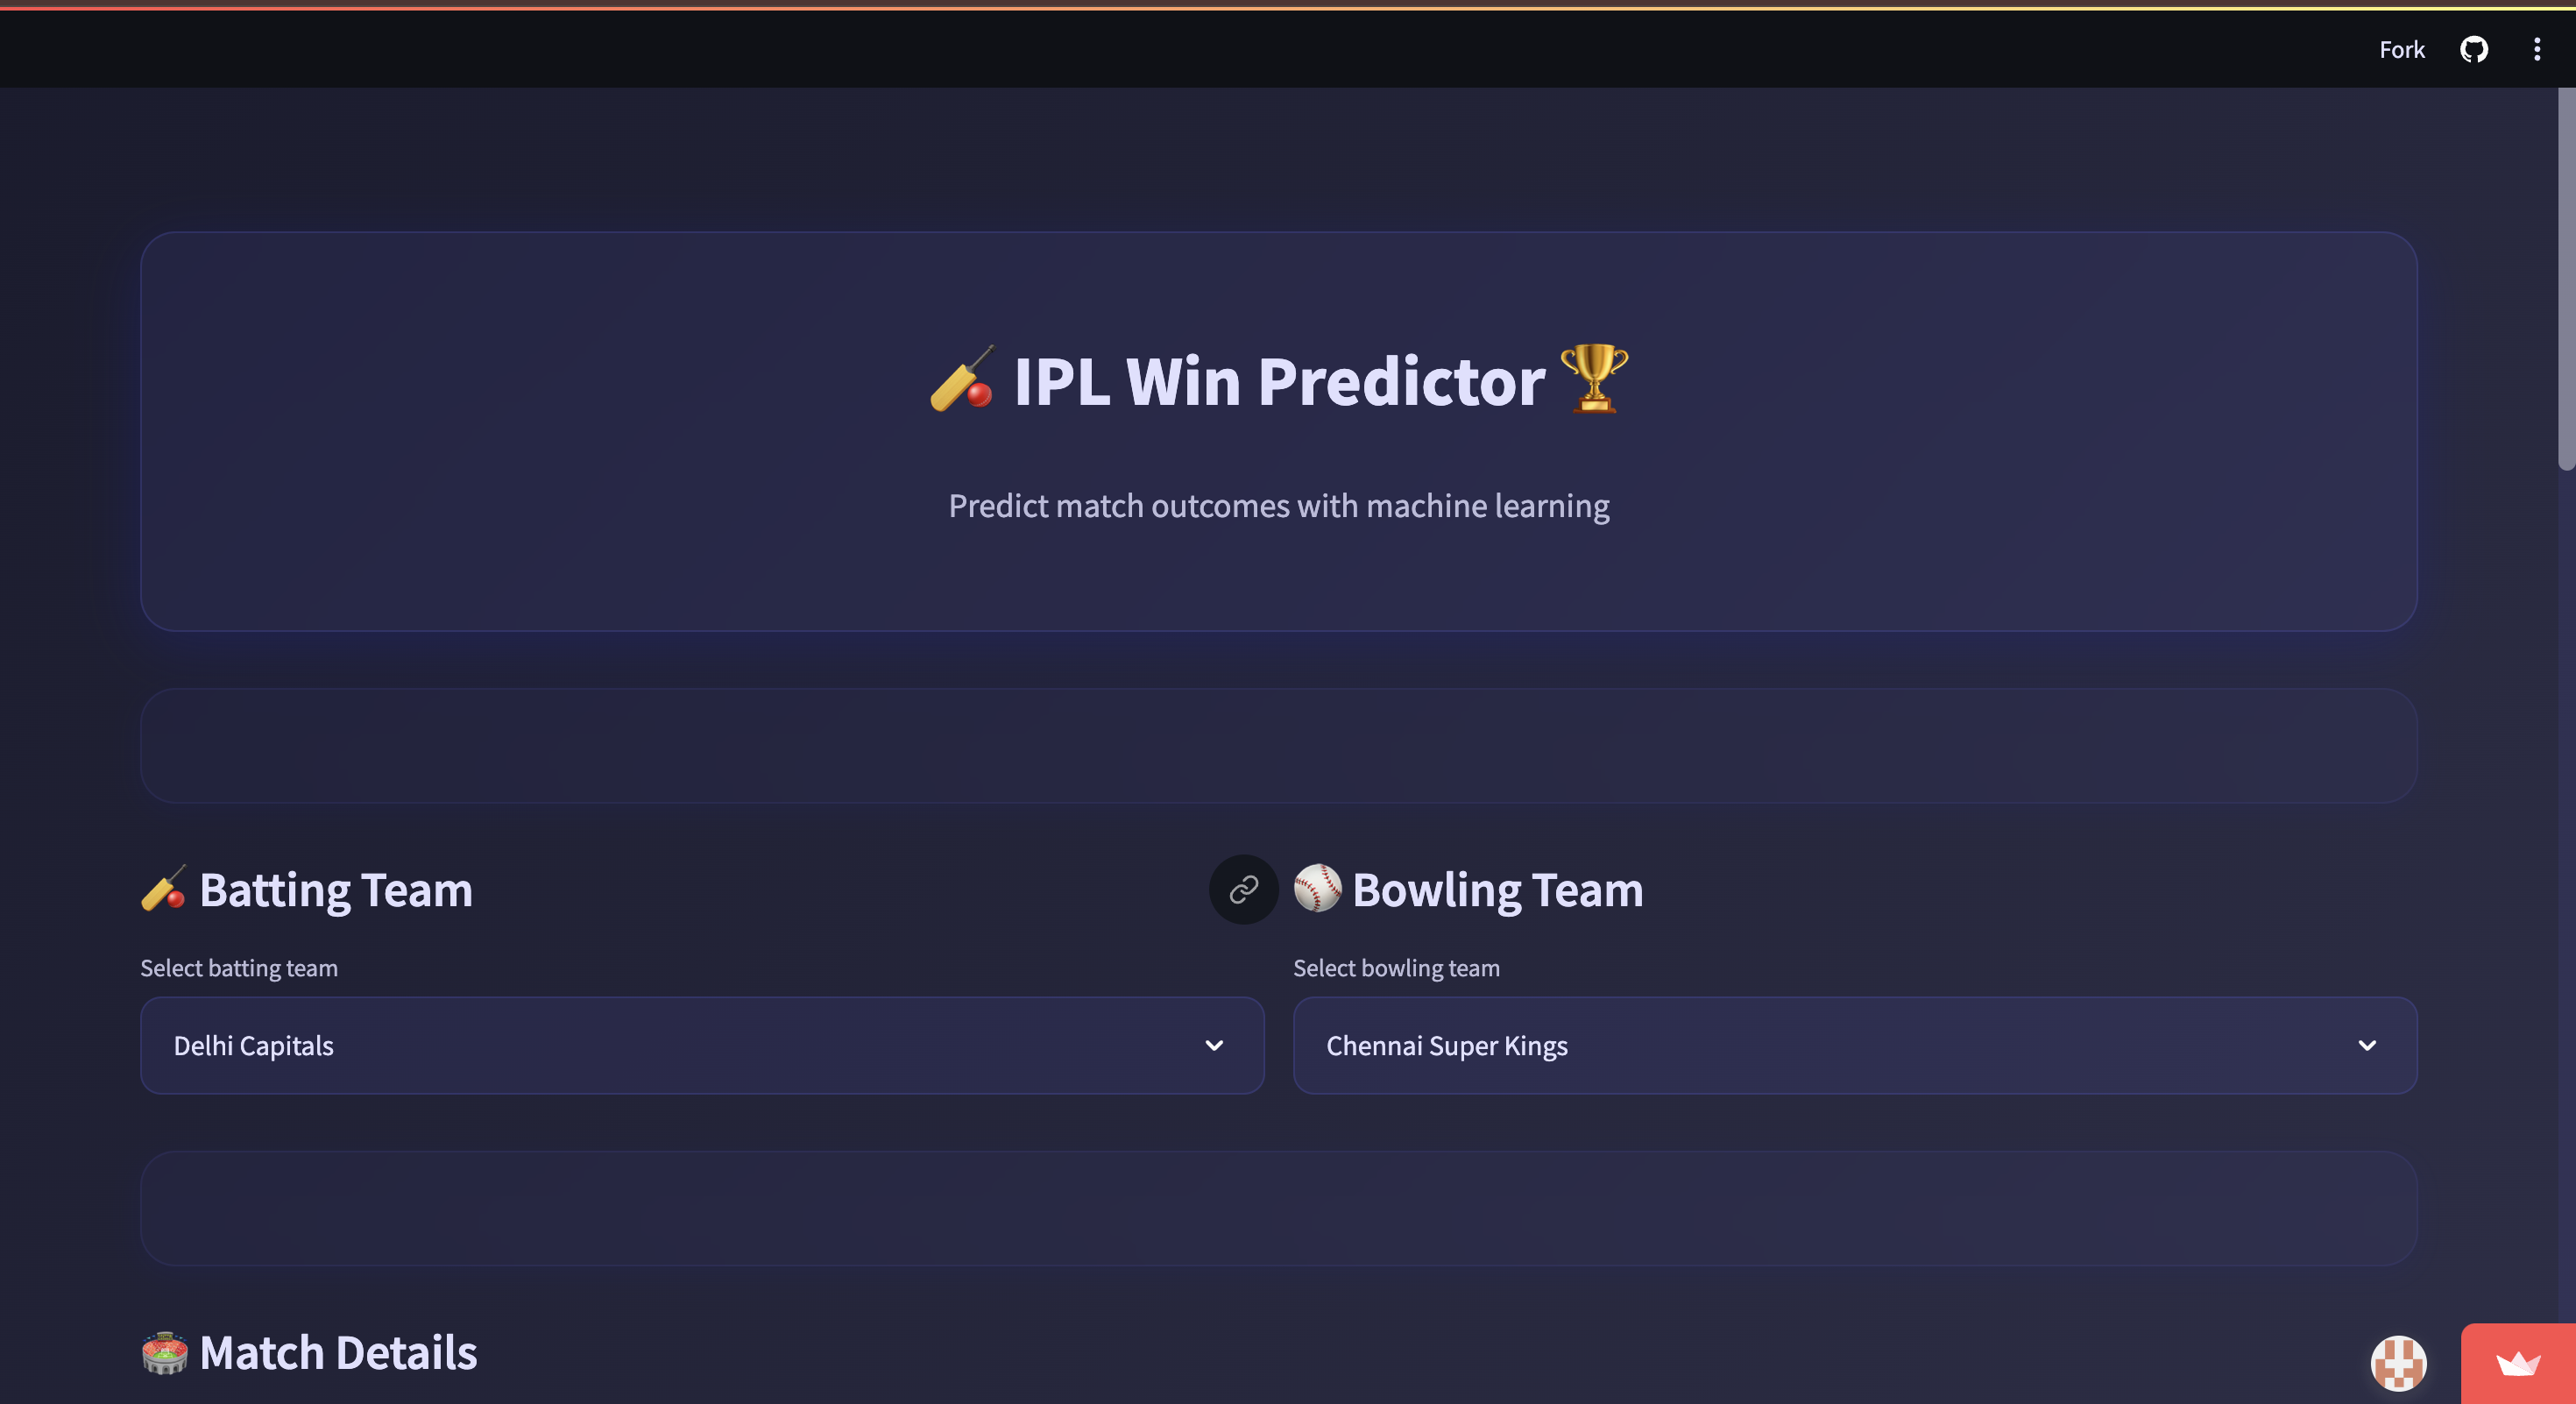 Fork
🏏 IPL Win Predictor 🏆
Predict match outcomes with machine learning
🏏 Batting Team
⚾ Bowling Team
Select batting team
Select bowling team
Delhi Capitals
Chennai Super Kings
🏟️ Match Details